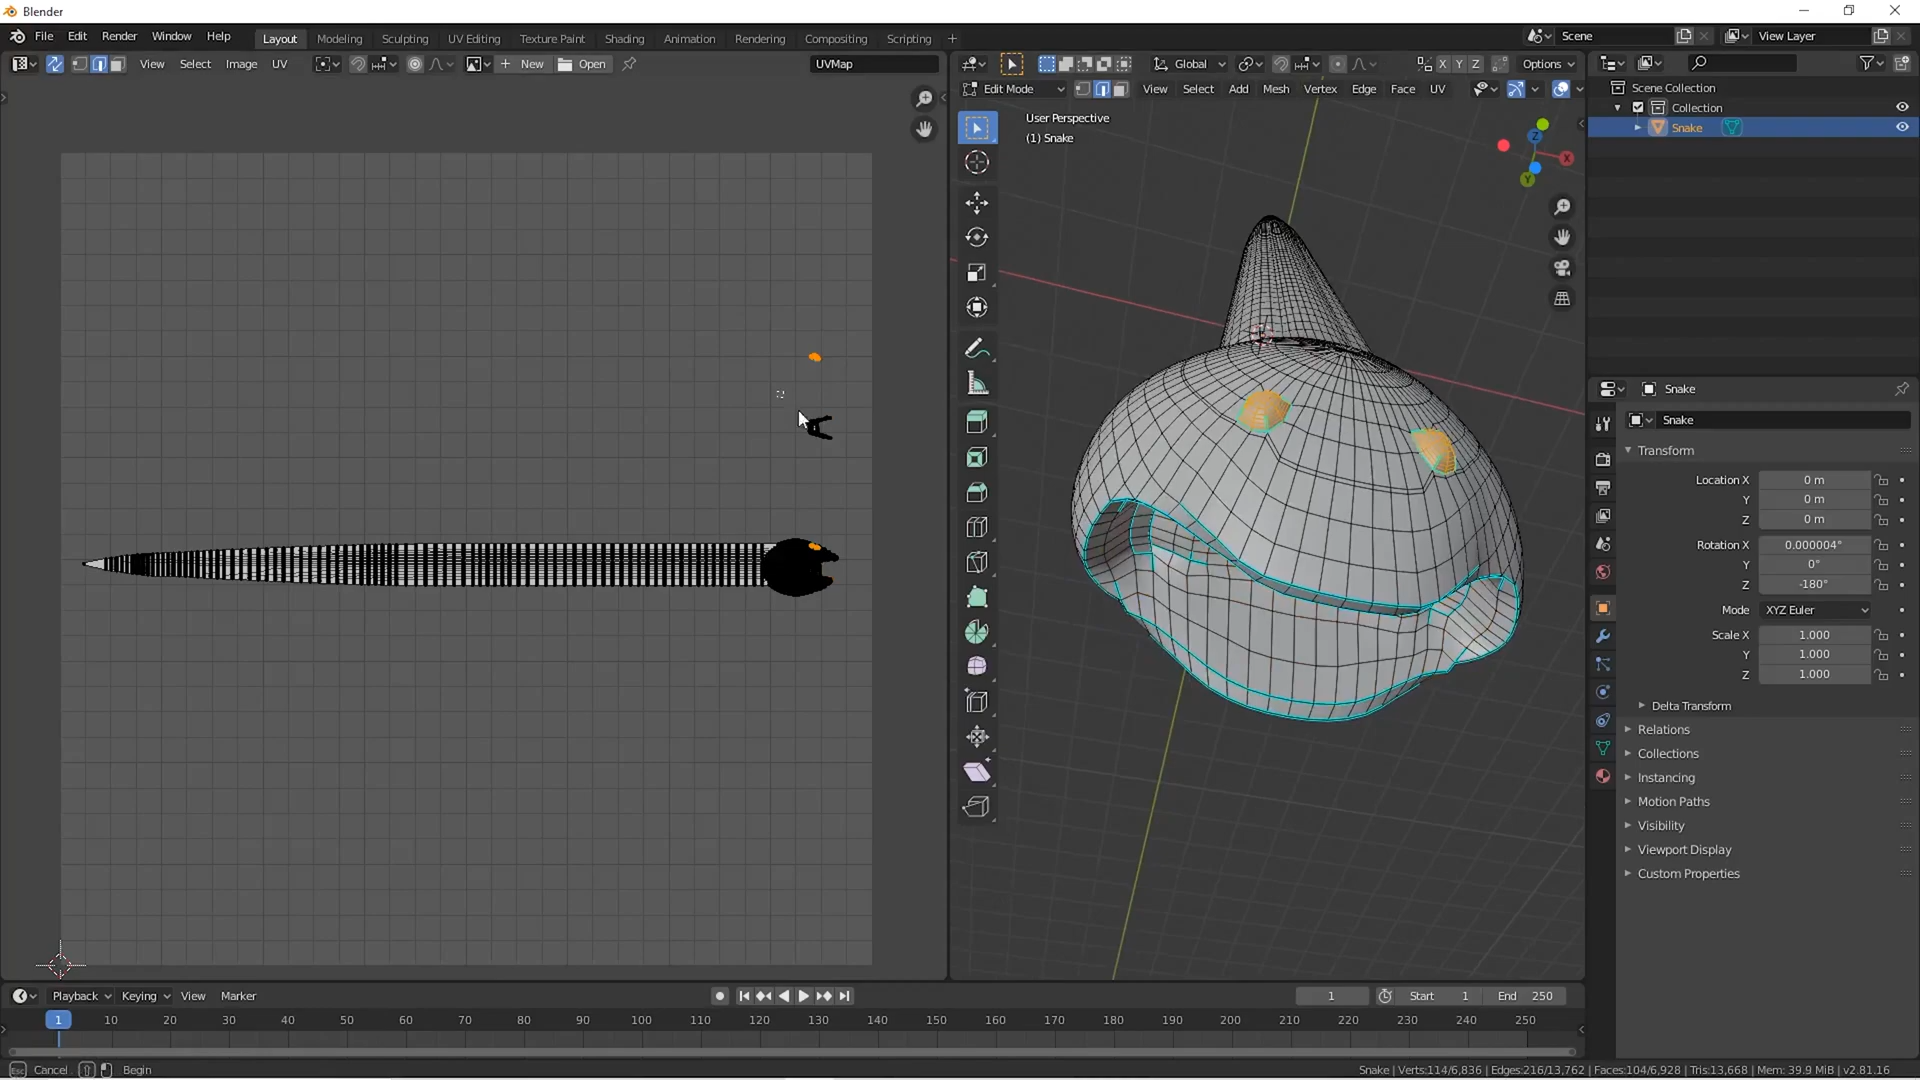 Blender
File Edit Render Window Help
Layout Modeling Sculpting UV Editing Texture Paint Shading Animation Rendering Compositing Scripting
Scene
View Layer
View Select Image UV
New
Open
UVMap
Global
X Y Z
Options
Edit Mode
View Select Add Mesh Vertex Edge Face UV
User Perspective
(1) Snake
Z
X
Y
Scene Collection
Collection
Snake
Snake
Snake
Transform
Location X 0 m
Y 0 m
Z 0 m
Rotation X 0.000004°
Y 0°
Z -180°
Mode XYZ Euler
Scale X 1.000
Y 1.000
Z 1.000
Delta Transform
Relations
Collections
Instancing
Motion Paths
Visibility
Viewport Display
Custom Properties
Playback Keying View Marker
1
Start 1
End 250
1 10 20 30 40 50 60 70 80 90 100 110 120 130 140 150 160 170 180 190 200 210 220 230 240 250
Esc Cancel Begin
Snake | Verts:114/6,836 | Edges:216/13,762 | Faces:104/6,928 | Tris:13,668 | Mem: 39.9 MiB | v2.81.16